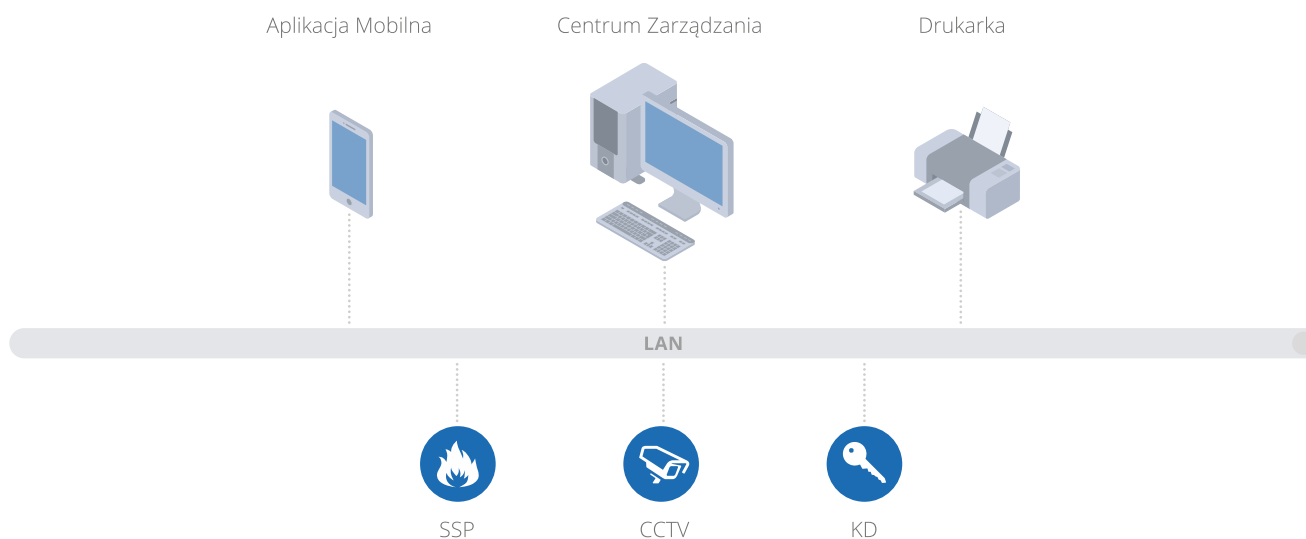 Aplikacja Mobilna
Centrum Zarządzania
Drukarka
LAN
SSP
CCTV
KD